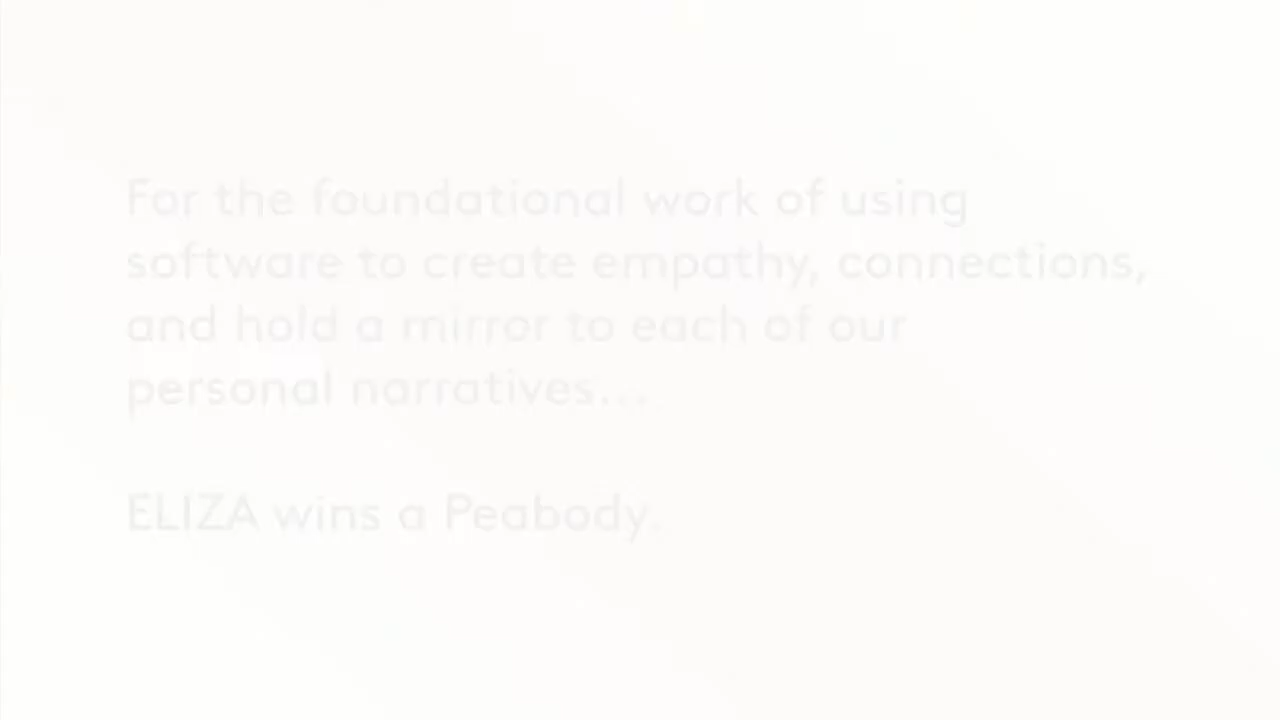 For the foundational work of using
software to create empathy, connections,
and hold a mirror to each of our
personal narratives...
ELIZA wins a Peabody.